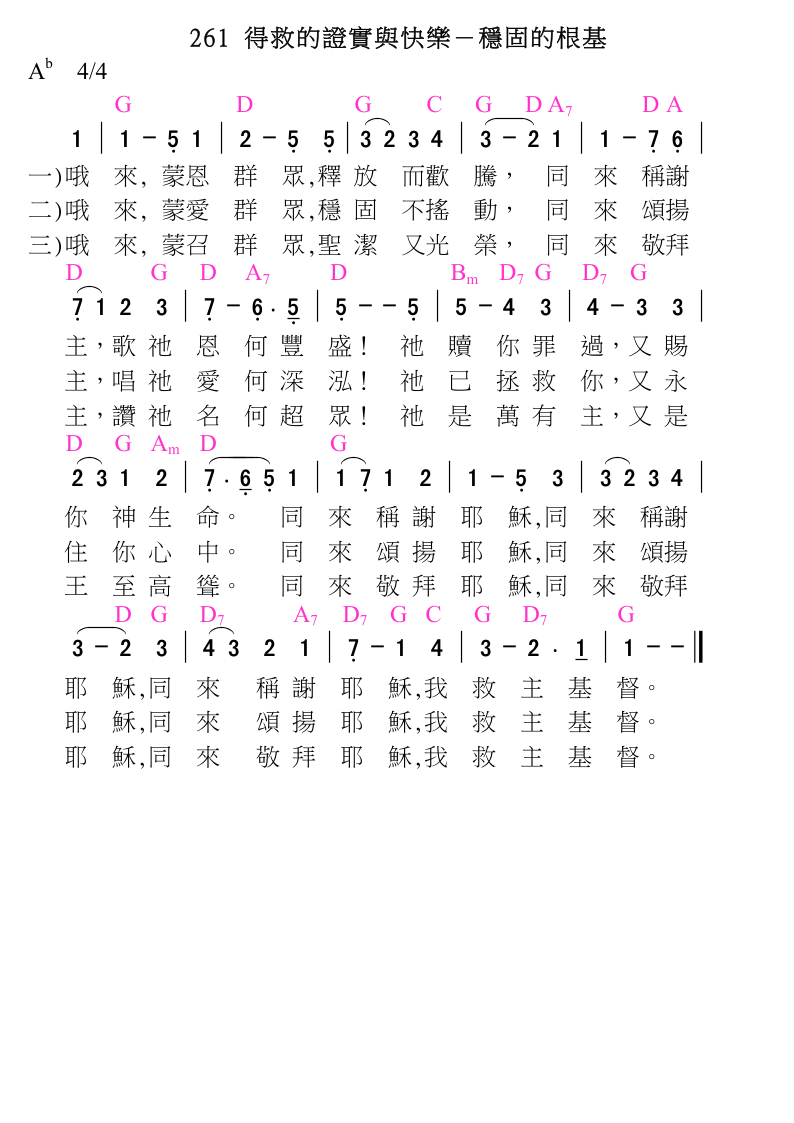 261 得救的證實與快樂－穩固的根基
A♭ 4/4
G D G C G D A7 D A
1 | 1 － 5̣ 1 | 2 － 5̣ 5̣ | 3 2 3 4 | 3 － 2 1 | 1 － 7̣ 6̣ |
一)哦 來, 蒙恩 群 眾,釋 放 而歡 騰， 同 來 稱謝
二)哦 來, 蒙愛 群 眾,穩 固 不搖 動， 同 來 頌揚
三)哦 來, 蒙召 群 眾,聖 潔 又光 榮， 同 來 敬拜
D G D A7 D Bm D7 G D7 G
7̣ 1 2 3 | 7̣ － 6̣ . 5̣ | 5̣ － － 5̣ | 5 － 4 3 | 4 － 3 3 |
主，歌 祂 恩 何 豐 盛！ 祂 贖 你 罪 過，又 賜
主，唱 祂 愛 何 深 泓！ 祂 已 拯 救 你，又 永
主，讚 祂 名 何 超 眾！ 祂 是 萬 有 主，又 是
D G Am D G
2 3 1 2 | 7̣ . 6̣ 5̣ 1 | 1 7̣ 1 2 | 1 － 5̣ 3 | 3 2 3 4 |
你 神 生 命。 同 來 稱 謝 耶 穌,同 來 稱謝
住 你 心 中。 同 來 頌 揚 耶 穌,同 來 頌揚
王 至 高 聳。 同 來 敬 拜 耶 穌,同 來 敬拜
D G D7 A7 D7 G C G D7 G
3 － 2 3 | 4 3 2 1 | 7̣ － 1 4 | 3 － 2 . 1 | 1 － － ‖
耶 穌,同 來 稱 謝 耶 穌,我 救 主 基 督。
耶 穌,同 來 頌 揚 耶 穌,我 救 主 基 督。
耶 穌,同 來 敬 拜 耶 穌,我 救 主 基 督。